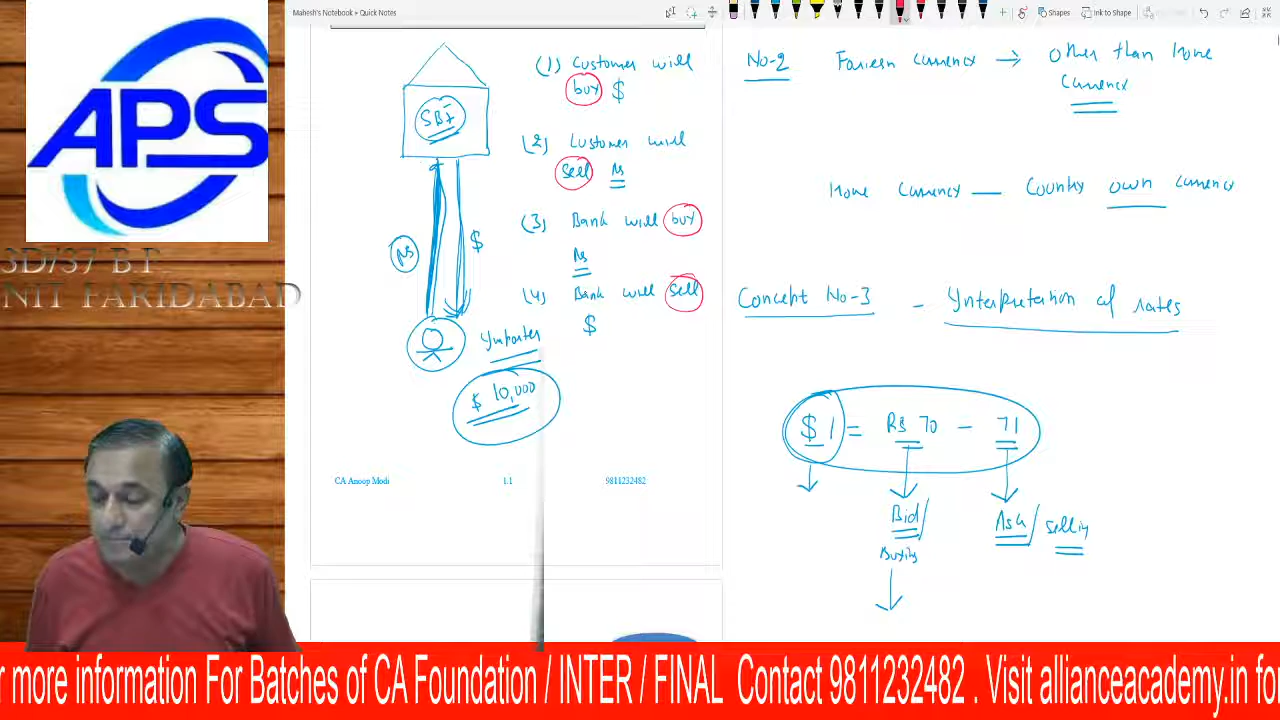 Mahesh's Notebook • Quick Notes
Shapes
Ink to Shape
APS
3D/37 B.P.
NIT FARIDABAD
SBI
Rs
$
Importer
$ 10,000
(1) Customer will
buy $
(2) Customer will
sell Rs
(3) Bank will buy
Rs
(4) Bank will sell
$
CA Anoop Modi
1.1
9811232482
No-2 Foriegn currency → other than Home
currency
Home currency — Country own currency
Concept No-3 - Interpretation of rates
$ 1 = Rs 70 - 71
Bid/
Buying
Ask/ selling
r more information For Batches of CA Foundation / INTER / FINAL Contact 9811232482 . Visit allianceacademy.in fo